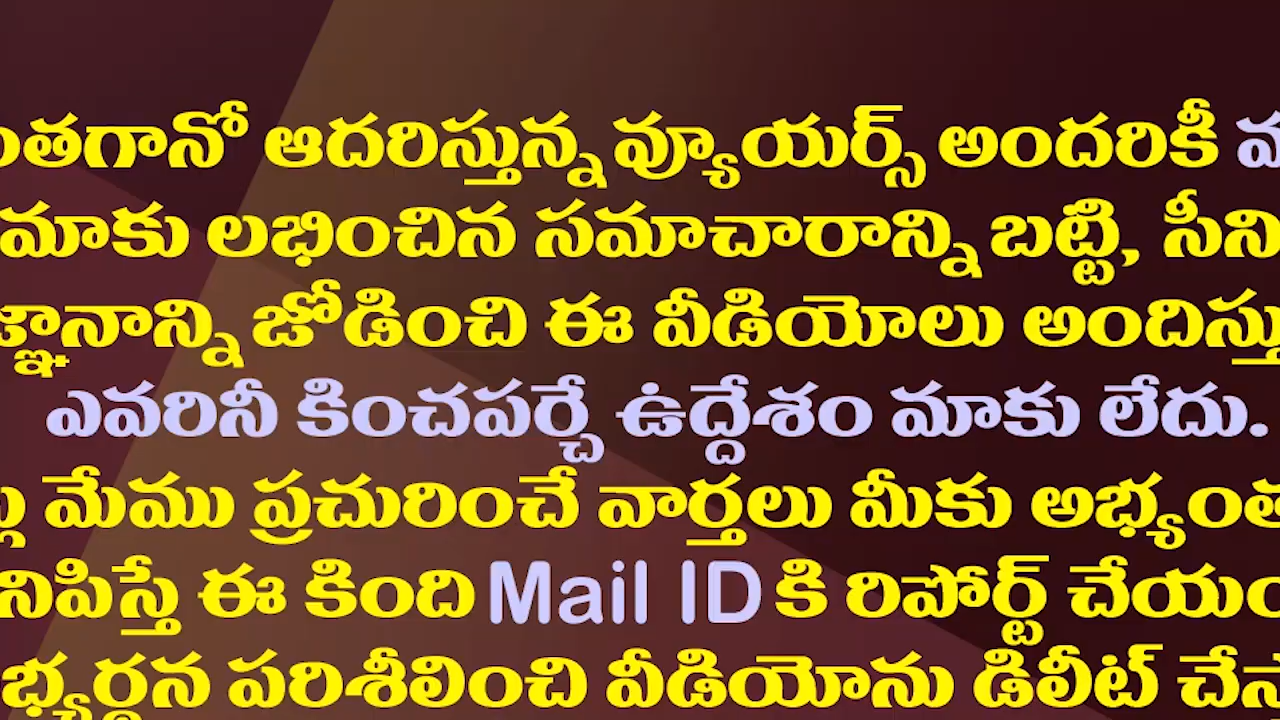 ంతగానో ఆదరిస్తున్న వ్యూయర్స్ అందరికీ
మాకు లభించిన సమాచారాన్ని బట్టి, సీని
జ్ఞానాన్ని జోడించి ఈ వీడియోలు అందిస్తు
ఎవరినీ కించపర్చే ఉద్దేశం మాకు లేదు.
మేము ప్రచురించే వార్తలు మీకు అభ్యంత
నిపిస్తే ఈ కింది Mail ID కి రిపోర్ట్ చేయం
భ్యర్థన పరిశీలించి వీడియోను డిలీట్ చేస